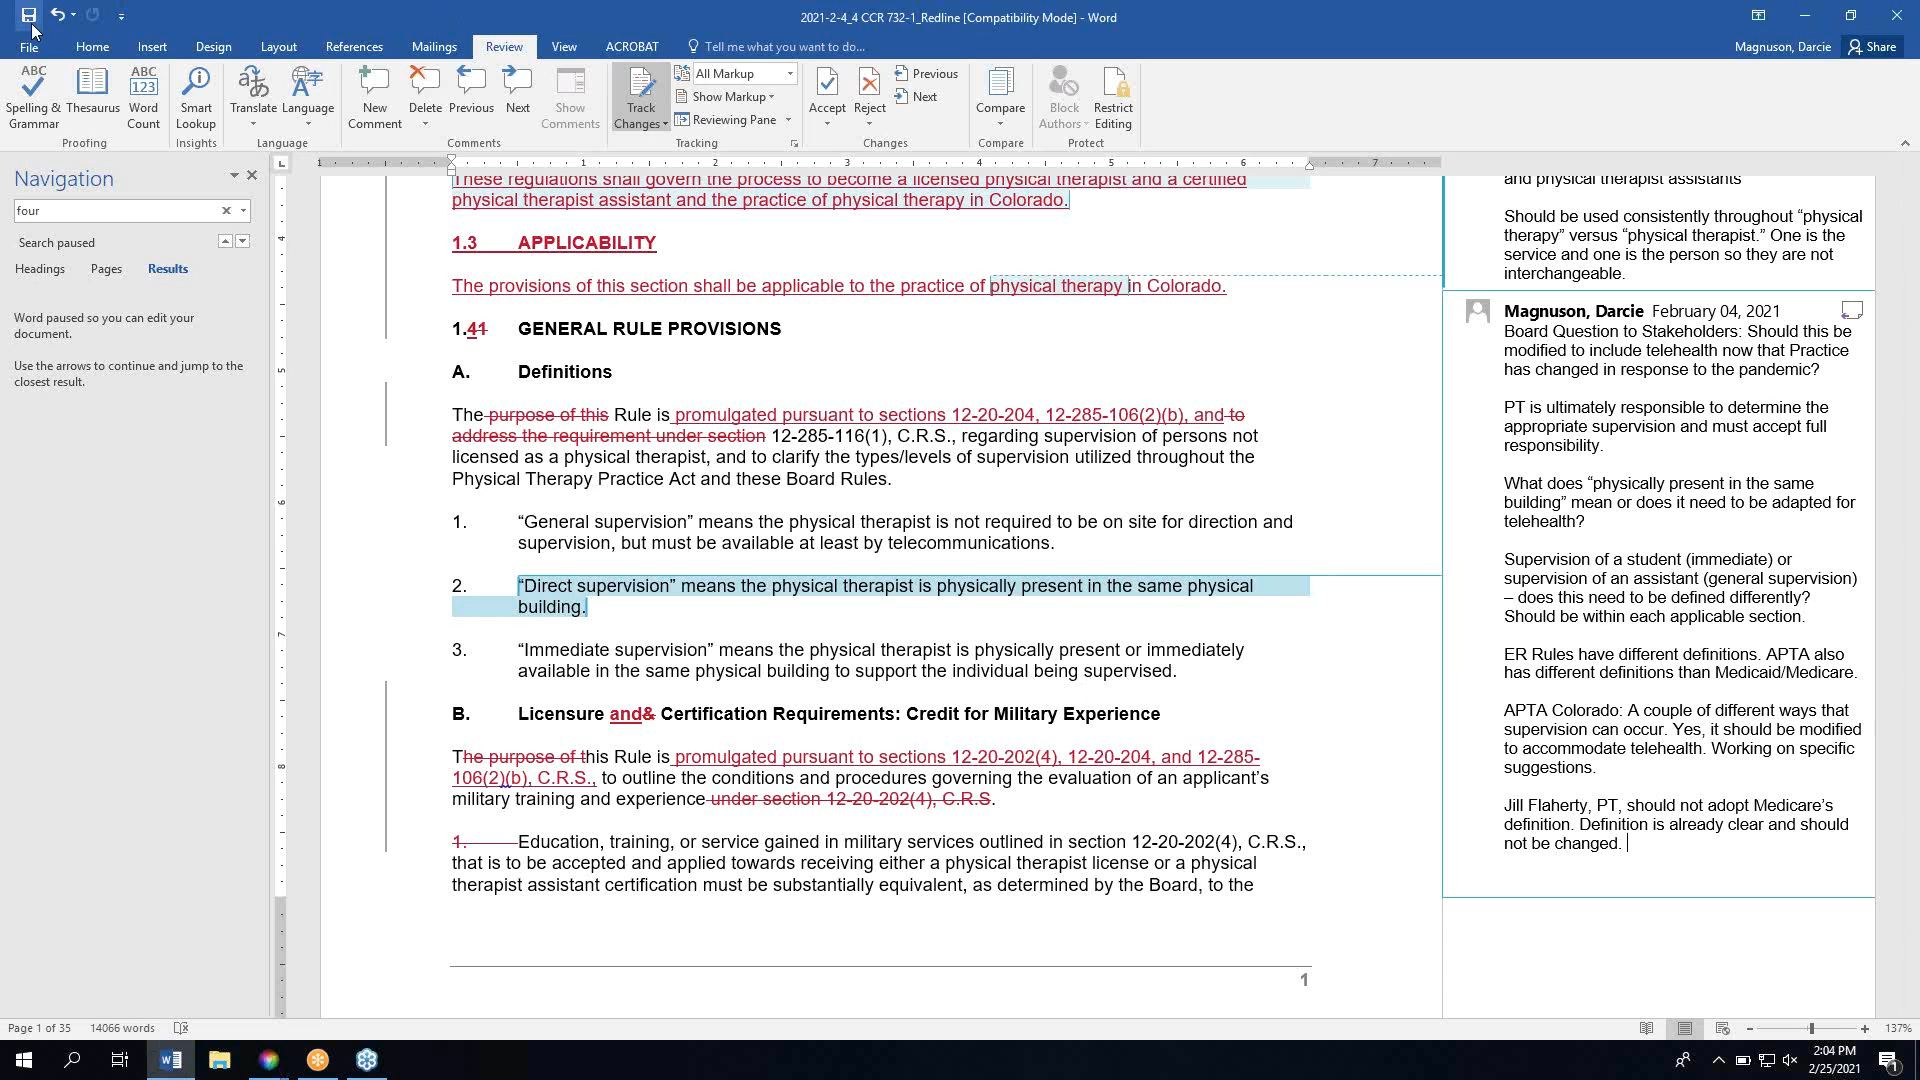 2021-2-4_4 CCR 732-1_Redline [Compatibility Mode] - Word
File Home Insert Design Layout References Mailings Review View ACROBAT Tell me what you want to do... Magnuson, Darcie Share
ABC ABC 123 All Markup Previous
Spelling & Grammar Thesaurus Word Count Smart Lookup Translate Language New Comment Delete Previous Next Show Comments Track Changes Show Markup Reviewing Pane Accept Reject Next Compare Block Authors Restrict Editing
Proofing Insights Language Comments Tracking Changes Compare Protect
L 1 1 2 3 4 5 6 7
Navigation
four
Search paused
Headings Pages Results
Word paused so you can edit your
document.
Use the arrows to continue and jump to the
closest result.
4
5
6
7
8
These regulations shall govern the process to become a licensed physical therapist and a certified
physical therapist assistant and the practice of physical therapy in Colorado.
1.3 APPLICABILITY
The provisions of this section shall be applicable to the practice of physical therapy in Colorado.
1.41 GENERAL RULE PROVISIONS
A. Definitions
The purpose of this Rule is promulgated pursuant to sections 12-20-204, 12-285-106(2)(b), and to
address the requirement under section 12-285-116(1), C.R.S., regarding supervision of persons not
licensed as a physical therapist, and to clarify the types/levels of supervision utilized throughout the
Physical Therapy Practice Act and these Board Rules.
1. “General supervision” means the physical therapist is not required to be on site for direction and
supervision, but must be available at least by telecommunications.
2. “Direct supervision” means the physical therapist is physically present in the same physical
building.
3. “Immediate supervision” means the physical therapist is physically present or immediately
available in the same physical building to support the individual being supervised.
B. Licensure and& Certification Requirements: Credit for Military Experience
The purpose of this Rule is promulgated pursuant to sections 12-20-202(4), 12-20-204, and 12-285-
106(2)(b), C.R.S., to outline the conditions and procedures governing the evaluation of an applicant’s
military training and experience under section 12-20-202(4), C.R.S.
1. Education, training, or service gained in military services outlined in section 12-20-202(4), C.R.S.,
that is to be accepted and applied towards receiving either a physical therapist license or a physical
therapist assistant certification must be substantially equivalent, as determined by the Board, to the
1
and physical therapist assistants
Should be used consistently throughout “physical
therapy” versus “physical therapist.” One is the
service and one is the person so they are not
interchangeable.
Magnuson, Darcie February 04, 2021
Board Question to Stakeholders: Should this be
modified to include telehealth now that Practice
has changed in response to the pandemic?
PT is ultimately responsible to determine the
appropriate supervision and must accept full
responsibility.
What does “physically present in the same
building” mean or does it need to be adapted for
telehealth?
Supervision of a student (immediate) or
supervision of an assistant (general supervision)
– does this need to be defined differently?
Should be within each applicable section.
ER Rules have different definitions. APTA also
has different definitions than Medicaid/Medicare.
APTA Colorado: A couple of different ways that
supervision can occur. Yes, it should be modified
to accommodate telehealth. Working on specific
suggestions.
Jill Flaherty, PT, should not adopt Medicare’s
definition. Definition is already clear and should
not be changed.
Page 1 of 35 14066 words 137%
2:04 PM
2/25/2021
1